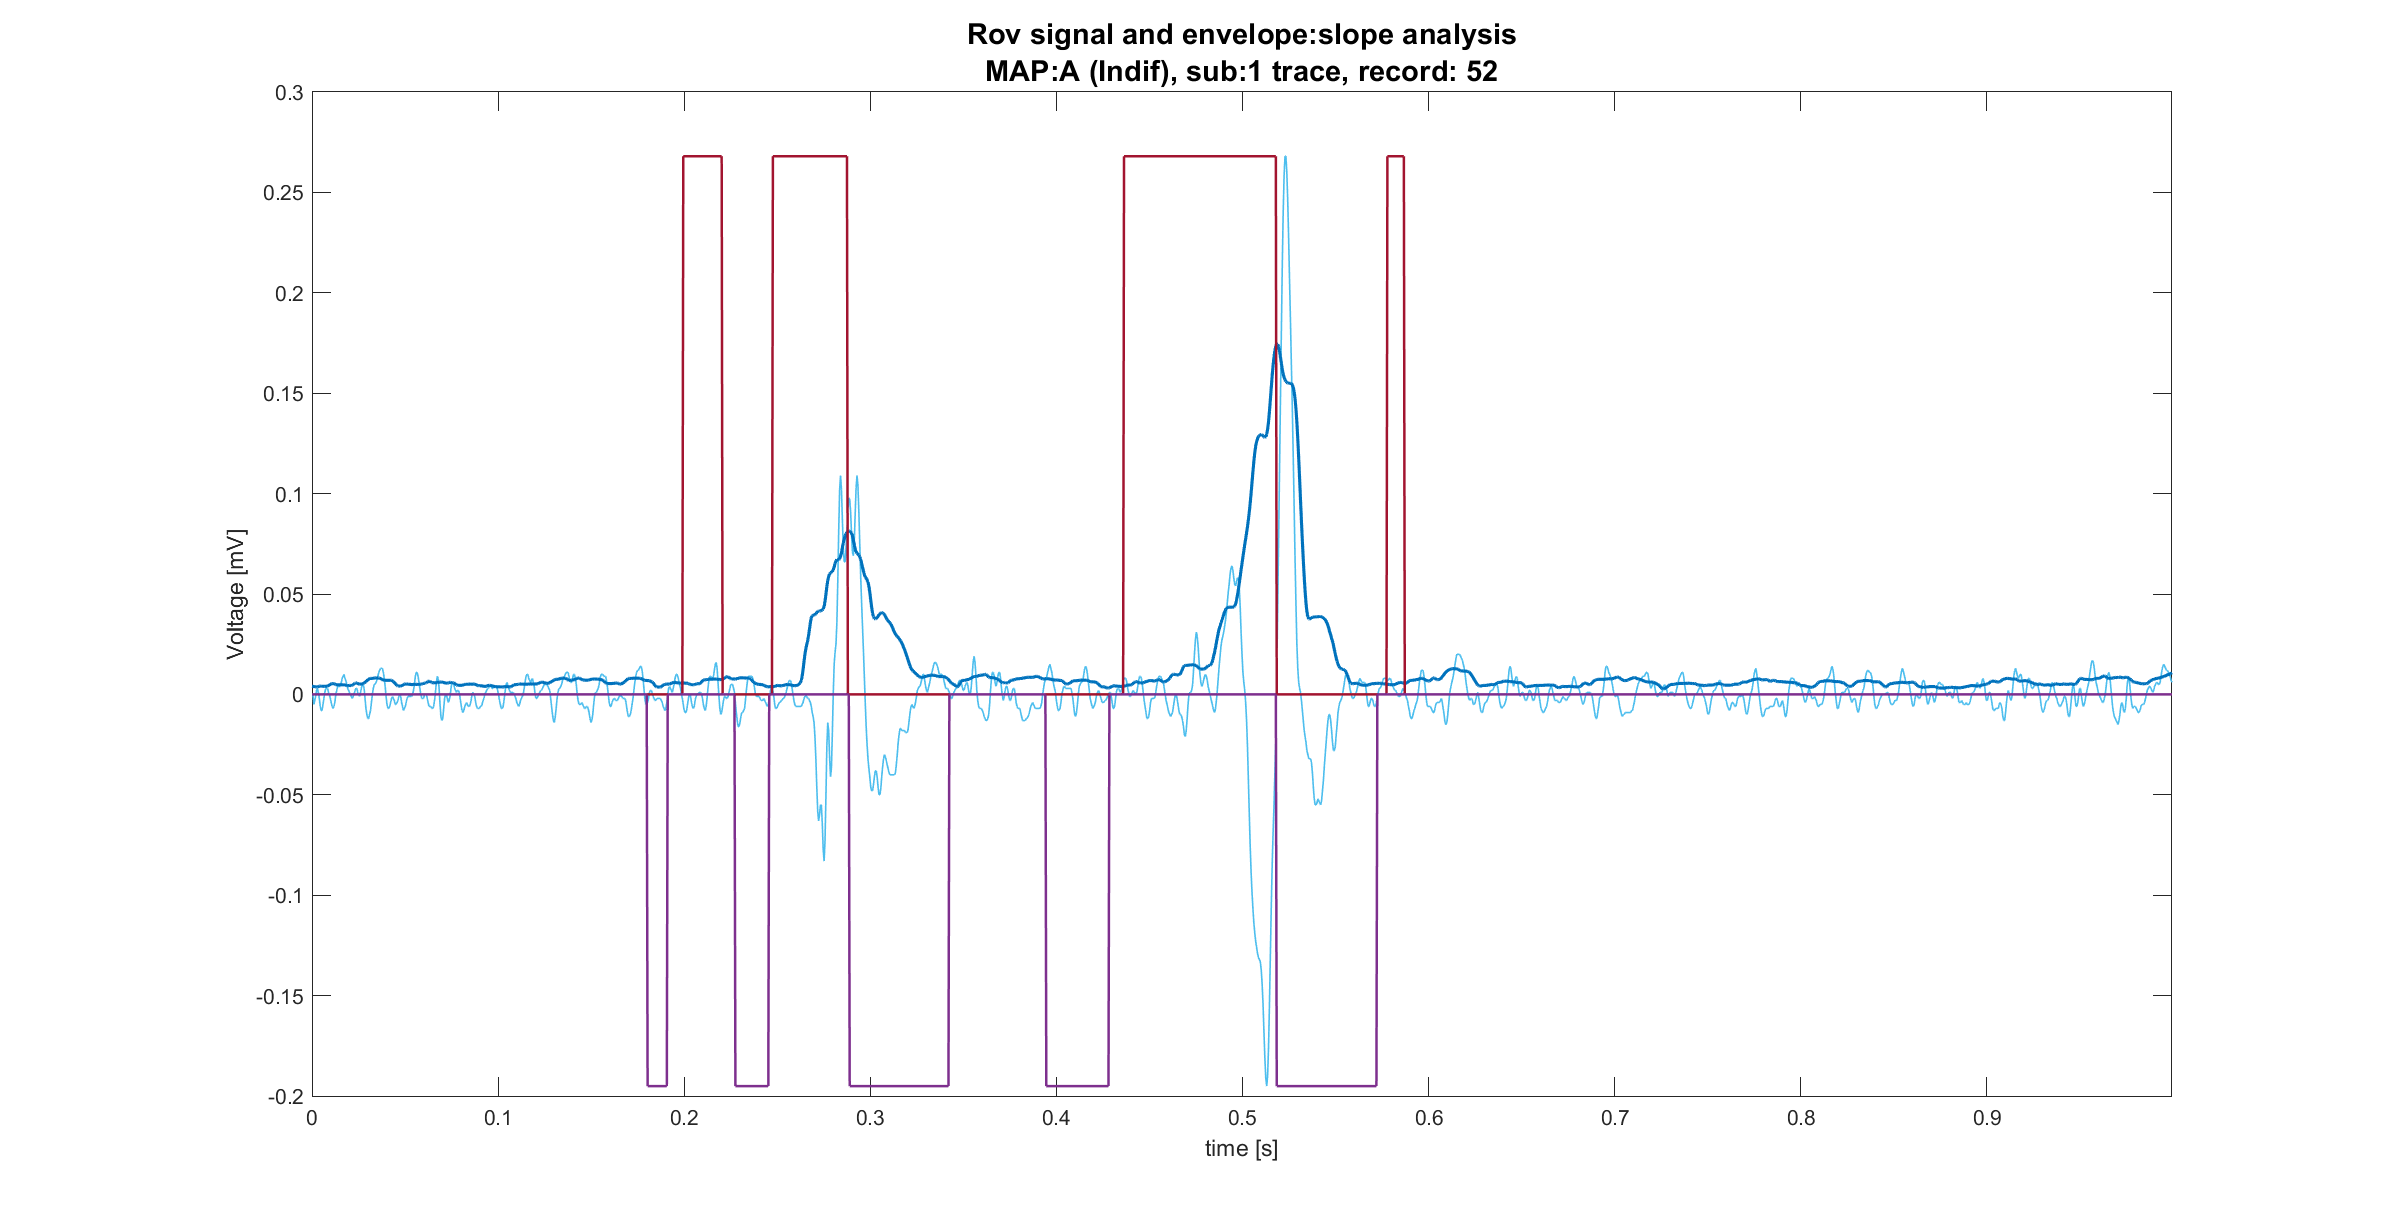 Rov signal and envelope:slope analysis
MAP:A (Indif), sub:1 trace, record: 52
0.3
0.25
0.2
0.15
0.1
0.05
0
-0.05
-0.1
-0.15
-0.2
Voltage [mV]
0 0.1 0.2 0.3 0.4 0.5 0.6 0.7 0.8 0.9
time [s]